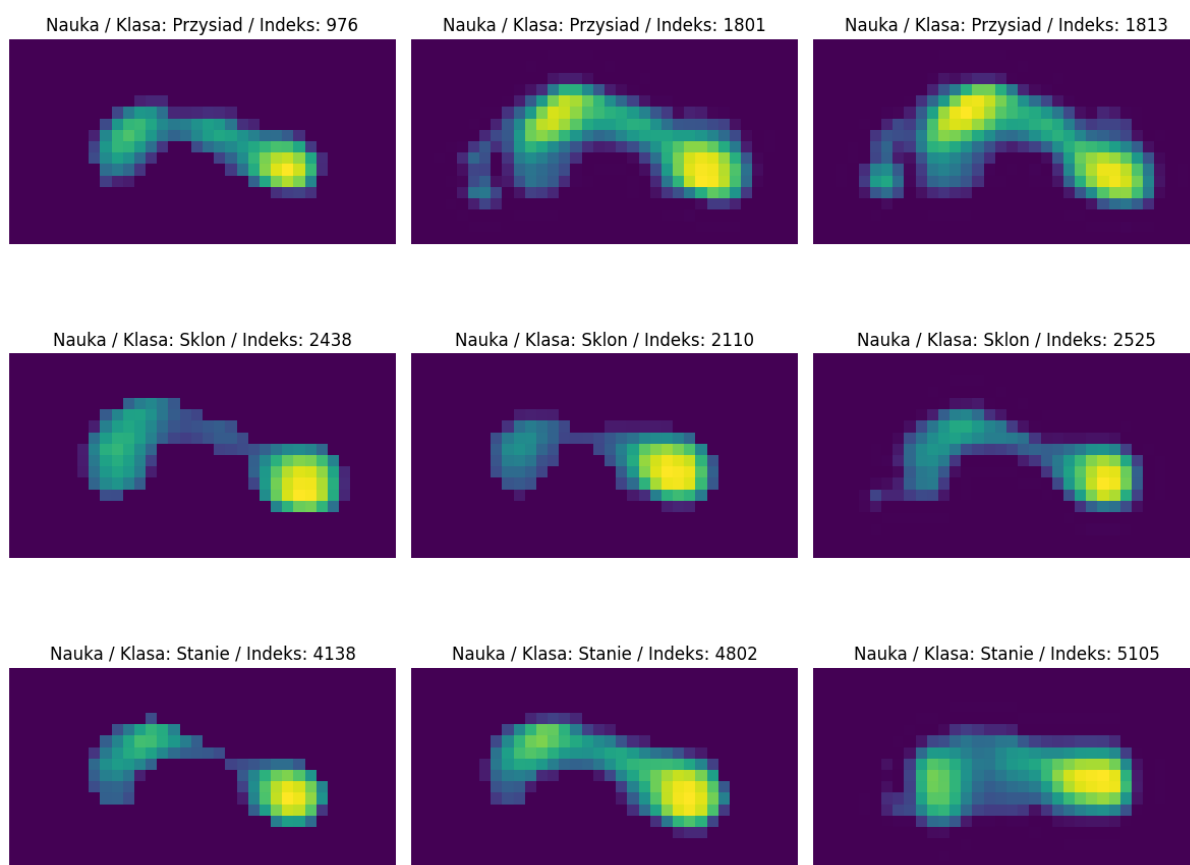 Nauka / Klasa: Przysiad / Indeks: 976
Nauka / Klasa: Przysiad / Indeks: 1801
Nauka / Klasa: Przysiad / Indeks: 1813
Nauka / Klasa: Sklon / Indeks: 2438
Nauka / Klasa: Sklon / Indeks: 2110
Nauka / Klasa: Sklon / Indeks: 2525
Nauka / Klasa: Stanie / Indeks: 4138
Nauka / Klasa: Stanie / Indeks: 4802
Nauka / Klasa: Stanie / Indeks: 5105